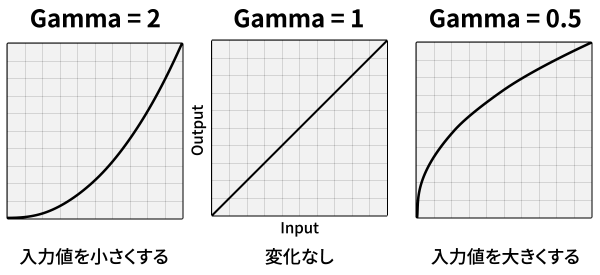 Gamma = 2
Gamma = 1
Gamma = 0.5
Output
Input
入力値を小さくする
変化なし
入力値を大きくする